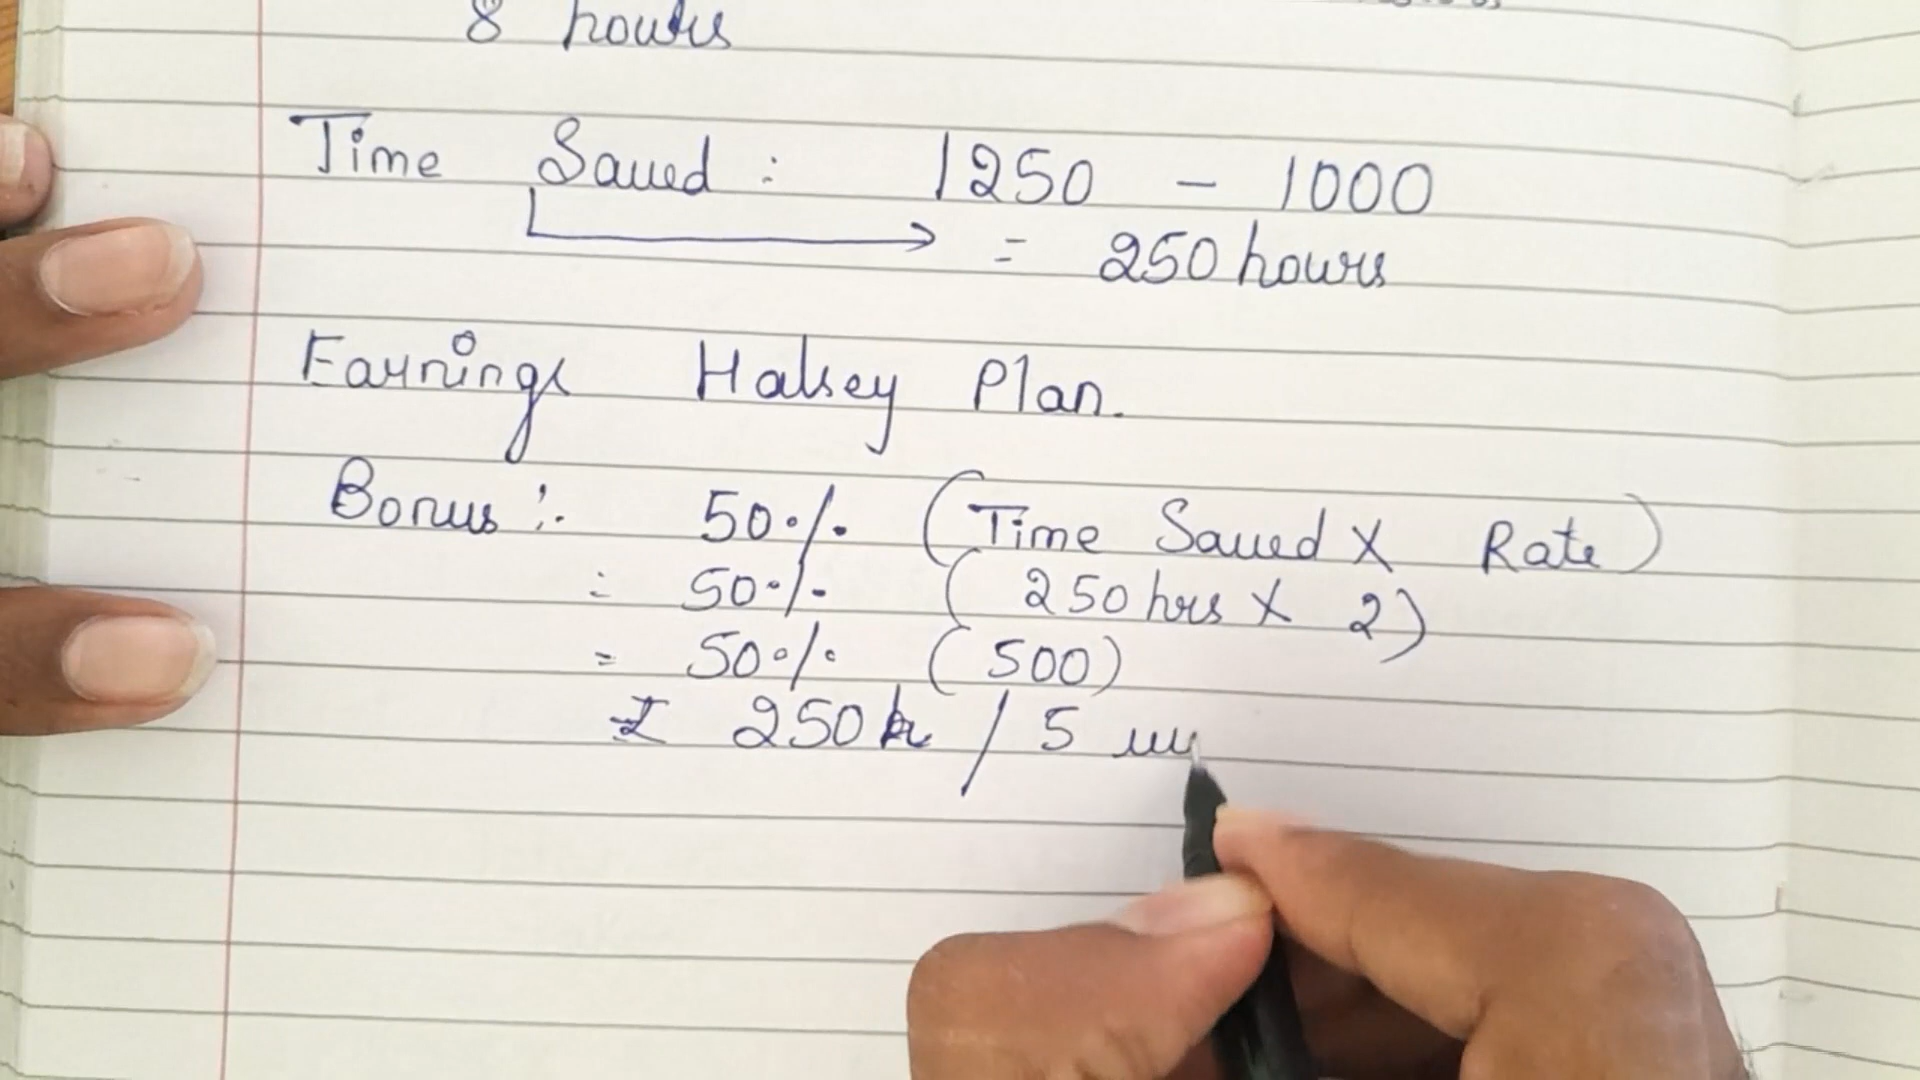 8 hours
Time Saved : 1250 - 1000
= 250 hours
Earnings Halsey Plan.
Bonus :- 50% (Time Saved X Rate)
= 50% (250 hrs X 2)
= 50% (500)
250 / 5